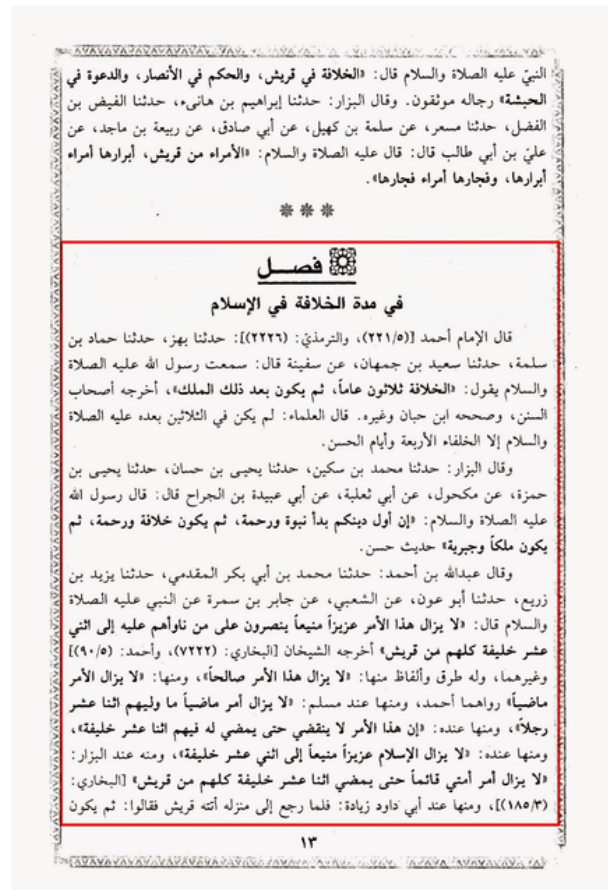 النبيّ عليه الصلاة والسلام قال: «الخلافة في قريش، والحكم في الأنصار، والدعوة في
الحبشة» رجاله موثقون. وقال البزار: حدثنا إبراهيم بن هانىء، حدثنا الفيض بن
الفضل، حدثنا مسعر، عن سلمة بن كهيل، عن أبي صادق، عن ربيعة بن ماجد، عن
عليّ بن أبي طالب قال: قال عليه الصلاة والسلام: «الأمراء من قريش، أبرارها أمراء
أبرارها، وفجارها أمراء فجارها».
فصـــل
في مدة الخلافة في الإسلام
قال الإمام أحمد [(٢٢١/٥)، والترمذيّ: (٢٢٢٦)]: حدثنا بهز، حدثنا حماد بن
سلمة، حدثنا سعيد بن جمهان، عن سفينة قال: سمعت رسول الله عليه الصلاة
والسلام يقول: «الخلافة ثلاثون عاماً، ثم يكون بعد ذلك الملك»، أخرجه أصحاب
السنن، وصححه ابن حبان وغيره. قال العلماء: لم يكن في الثلاثين بعده عليه الصلاة
والسلام إلا الخلفاء الأربعة وأيام الحسن.
وقال البزار: حدثنا محمد بن سكين، حدثنا يحيى بن حسان، حدثنا يحيى بن
حمزة، عن مكحول، عن أبي ثعلبة، عن أبي عبيدة بن الجراح قال: قال رسول الله
عليه الصلاة والسلام: «إن أول دينكم بدأ نبوة ورحمة، ثم يكون خلافة ورحمة، ثم
يكون ملكاً وجبرية» حديث حسن.
وقال عبدالله بن أحمد: حدثنا محمد بن أبي بكر المقدمي، حدثنا يزيد بن
زريع، حدثنا أبو عون، عن الشعبي، عن جابر بن سمرة عن النبي عليه الصلاة
والسلام قال: «لا يزال هذا الأمر عزيزاً منيعاً ينصرون على من ناوأهم عليه إلى اثني
عشر خليفة كلهم من قريش» أخرجه الشيخان [البخاري: (٧٢٢٢)، وأحمد: (٩٠/٥)]
وغيرهما، وله طرق وألفاظ منها: «لا يزال هذا الأمر صالحاً»، ومنها: «لا يزال الأمر
ماضياً» رواهما أحمد، ومنها عند مسلم: «لا يزال أمر ماضياً ما وليهم اثنا عشر
رجلاً»، ومنها عنده: «إن هذا الأمر لا ينقضي حتى يمضي له فيهم اثنا عشر خليفة»،
ومنها عنده: «لا يزال الإسلام عزيزاً منيعاً إلى اثني عشر خليفة»، ومنه عند البزار:
«لا يزال أمر أمتي قائماً حتى يمضي اثنا عشر خليفة كلهم من قريش» [البخاري:
(١٨٥/٣)]، ومنها عند أبي داود زيادة: فلما رجع إلى منزله أتته قريش فقالوا: ثم يكون
١٣